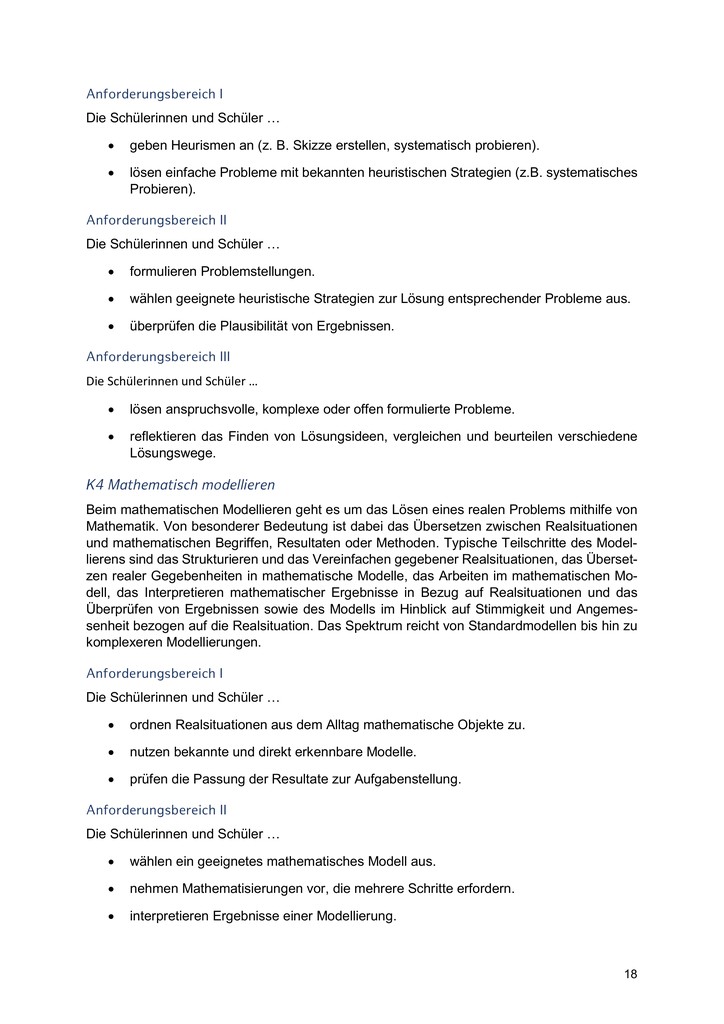 Anforderungsbereich I
Die Schülerinnen und Schüler …
• geben Heurismen an (z. B. Skizze erstellen, systematisch probieren).
• lösen einfache Probleme mit bekannten heuristischen Strategien (z.B. systematisches
Probieren).
Anforderungsbereich II
Die Schülerinnen und Schüler …
• formulieren Problemstellungen.
• wählen geeignete heuristische Strategien zur Lösung entsprechender Probleme aus.
• überprüfen die Plausibilität von Ergebnissen.
Anforderungsbereich III
Die Schülerinnen und Schüler …
• lösen anspruchsvolle, komplexe oder offen formulierte Probleme.
• reflektieren das Finden von Lösungsideen, vergleichen und beurteilen verschiedene
Lösungswege.
K4 Mathematisch modellieren
Beim mathematischen Modellieren geht es um das Lösen eines realen Problems mithilfe von
Mathematik. Von besonderer Bedeutung ist dabei das Übersetzen zwischen Realsituationen
und mathematischen Begriffen, Resultaten oder Methoden. Typische Teilschritte des Model-
lierens sind das Strukturieren und das Vereinfachen gegebener Realsituationen, das Überset-
zen realer Gegebenheiten in mathematische Modelle, das Arbeiten im mathematischen Mo-
dell, das Interpretieren mathematischer Ergebnisse in Bezug auf Realsituationen und das
Überprüfen von Ergebnissen sowie des Modells im Hinblick auf Stimmigkeit und Angemes-
senheit bezogen auf die Realsituation. Das Spektrum reicht von Standardmodellen bis hin zu
komplexeren Modellierungen.
Anforderungsbereich I
Die Schülerinnen und Schüler …
• ordnen Realsituationen aus dem Alltag mathematische Objekte zu.
• nutzen bekannte und direkt erkennbare Modelle.
• prüfen die Passung der Resultate zur Aufgabenstellung.
Anforderungsbereich II
Die Schülerinnen und Schüler …
• wählen ein geeignetes mathematisches Modell aus.
• nehmen Mathematisierungen vor, die mehrere Schritte erfordern.
• interpretieren Ergebnisse einer Modellierung.
18